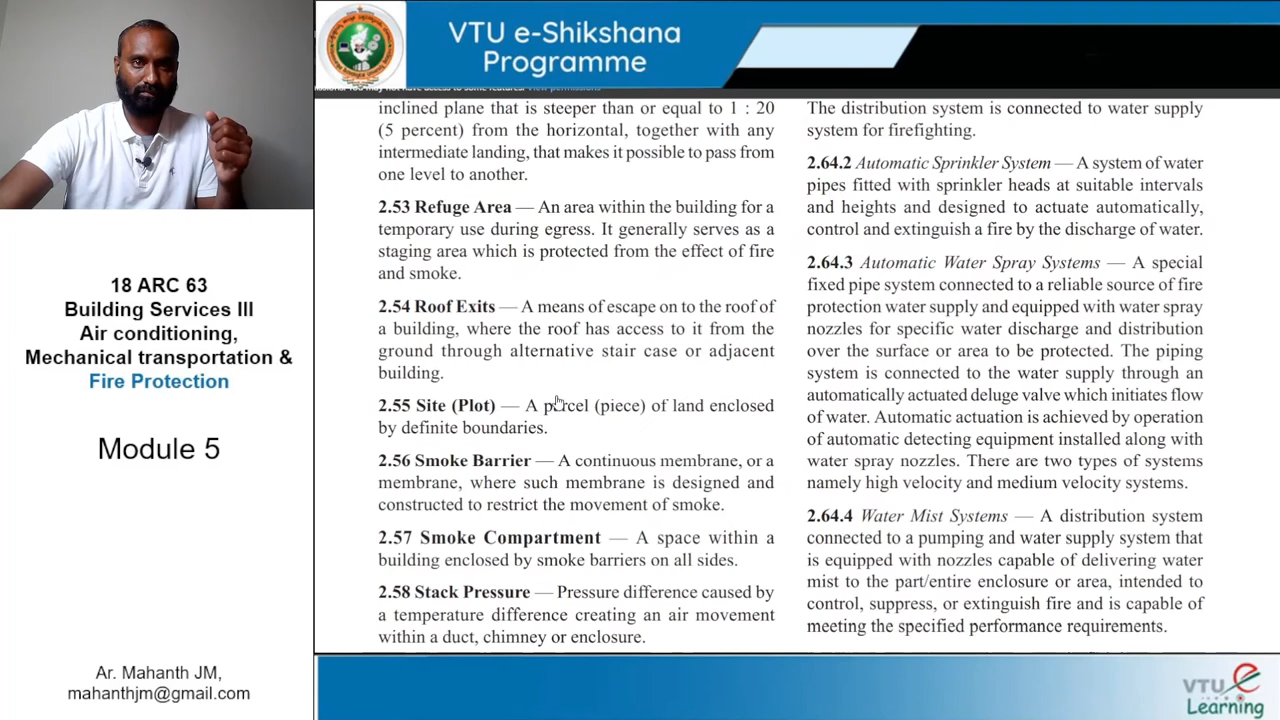 VTU e-Shikshana
Programme
18 ARC 63
Building Services III
Air conditioning,
Mechanical transportation &
Fire Protection
Module 5
Ar. Mahanth JM,
mahanthjm@gmail.com
inclined plane that is steeper than or equal to 1 : 20
(5 percent) from the horizontal, together with any
intermediate landing, that makes it possible to pass from
one level to another.
2.53 Refuge Area — An area within the building for a
temporary use during egress. It generally serves as a
staging area which is protected from the effect of fire
and smoke.
2.54 Roof Exits — A means of escape on to the roof of
a building, where the roof has access to it from the
ground through alternative stair case or adjacent
building.
2.55 Site (Plot) — A parcel (piece) of land enclosed
by definite boundaries.
2.56 Smoke Barrier — A continuous membrane, or a
membrane, where such membrane is designed and
constructed to restrict the movement of smoke.
2.57 Smoke Compartment — A space within a
building enclosed by smoke barriers on all sides.
2.58 Stack Pressure — Pressure difference caused by
a temperature difference creating an air movement
within a duct, chimney or enclosure.
The distribution system is connected to water supply
system for firefighting.
2.64.2 Automatic Sprinkler System — A system of water
pipes fitted with sprinkler heads at suitable intervals
and heights and designed to actuate automatically,
control and extinguish a fire by the discharge of water.
2.64.3 Automatic Water Spray Systems — A special
fixed pipe system connected to a reliable source of fire
protection water supply and equipped with water spray
nozzles for specific water discharge and distribution
over the surface or area to be protected. The piping
system is connected to the water supply through an
automatically actuated deluge valve which initiates flow
of water. Automatic actuation is achieved by operation
of automatic detecting equipment installed along with
water spray nozzles. There are two types of systems
namely high velocity and medium velocity systems.
2.64.4 Water Mist Systems — A distribution system
connected to a pumping and water supply system that
is equipped with nozzles capable of delivering water
mist to the part/entire enclosure or area, intended to
control, suppress, or extinguish fire and is capable of
meeting the specified performance requirements.
VTU e
Learning